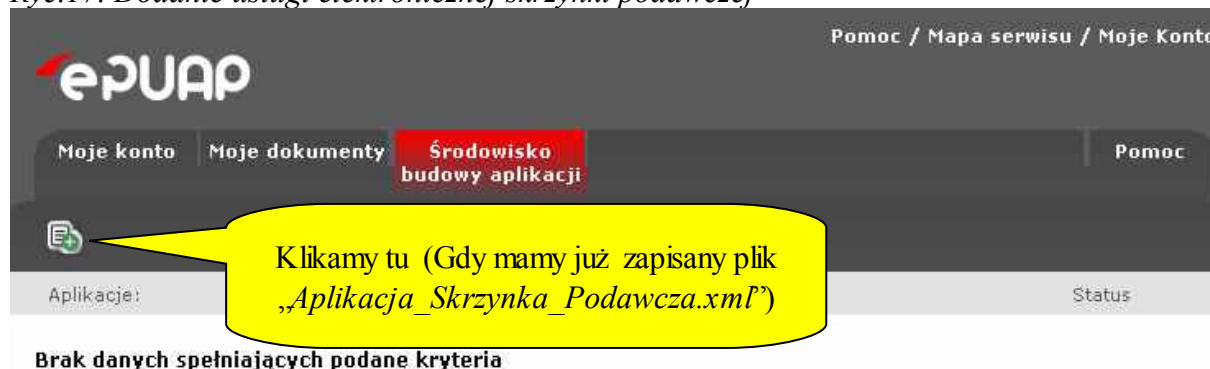 Ryc.17. Dodanie usługi elektronicznej skrzynki podawczej
Pomoc / Mapa serwisu / Moje Konto
ePUAP
Moje konto
Moje dokumenty
Środowisko
budowy aplikacji
Pomoc
Klikamy tu (Gdy mamy już zapisany plik
„Aplikacja_Skrzynka_Podawcza.xml”)
Aplikacje:
Status
Brak danych spełniających podane kryteria